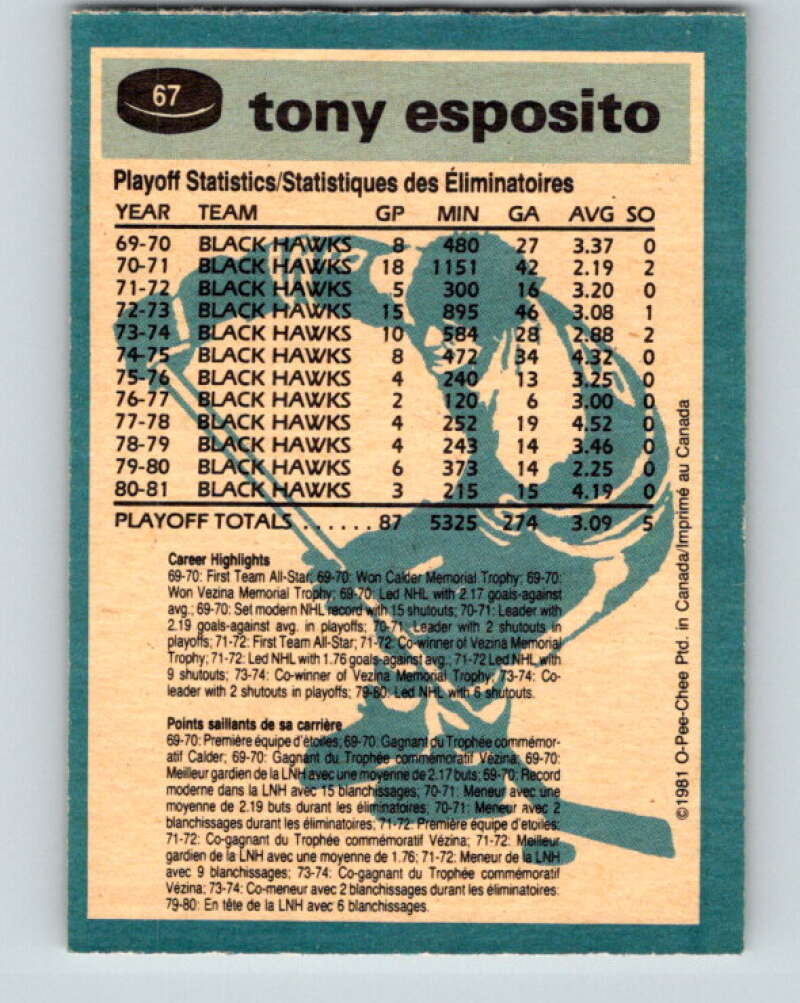 67
tony esposito
Playoff Statistics/Statistiques des Éliminatoires
YEAR TEAM GP MIN GA AVG SO
69-70 BLACK HAWKS 8 480 27 3.37 0
70-71 BLACK HAWKS 18 1151 42 2.19 2
71-72 BLACK HAWKS 5 300 16 3.20 0
72-73 BLACK HAWKS 15 895 46 3.08 1
73-74 BLACK HAWKS 10 584 28 2.88 2
74-75 BLACK HAWKS 8 472 34 4.32 0
75-76 BLACK HAWKS 4 240 13 3.25 0
76-77 BLACK HAWKS 2 120 6 3.00 0
77-78 BLACK HAWKS 4 252 19 4.52 0
78-79 BLACK HAWKS 4 243 14 3.46 0
79-80 BLACK HAWKS 6 373 14 2.25 0
80-81 BLACK HAWKS 3 215 15 4.19 0
PLAYOFF TOTALS ...... 87 5325 274 3.09 5
Career Highlights
69-70: First Team All-Star; 69-70: Won Calder Memorial Trophy; 69-70:
Won Vezina Memorial Trophy; 69-70: Led NHL with 2.17 goals-against
avg.; 69-70: Set modern NHL record with 15 shutouts; 70-71: Leader with
2.19 goals-against avg. in playoffs; 70-71: Leader with 2 shutouts in
playoffs; 71-72: First Team All-Star; 71-72: Co-winner of Vezina Memorial
Trophy; 71-72: Led NHL with 1.76 goals-against avg.; 71-72 Led NHL with
9 shutouts; 73-74: Co-winner of Vezina Memorial Trophy; 73-74: Co-
leader with 2 shutouts in playoffs; 79-80: Led NHL with 6 shutouts.
Points saillants de sa carrière
69-70: Première équipe d'étoiles; 69-70: Gagnant du Trophée commémor-
atif Calder; 69-70: Gagnant du Trophée commémoratif Vézina; 69-70:
Meilleur gardien de la LNH avec une moyenne de 2.17 buts; 69-70: Record
moderne dans la LNH avec 15 blanchissages; 70-71: Meneur avec une
moyenne de 2.19 buts durant les éliminatoires; 70-71: Meneur avec 2
blanchissages durant les éliminatoires; 71-72: Première équipe d'etoiles;
71-72: Co-gagnant du Trophée commémoratif Vézina; 71-72: Meilleur
gardien de la LNH avec une moyenne de 1.76; 71-72: Meneur de la LNH
avec 9 blanchissages; 73-74: Co-gagnant du Trophée commémoratif
Vézina; 73-74: Co-meneur avec 2 blanchissages durant les éliminatoires:
79-80: En tête de la LNH avec 6 blanchissages.
©1981 O-Pee-Chee Ptd. in Canada/Imprimé au Canada